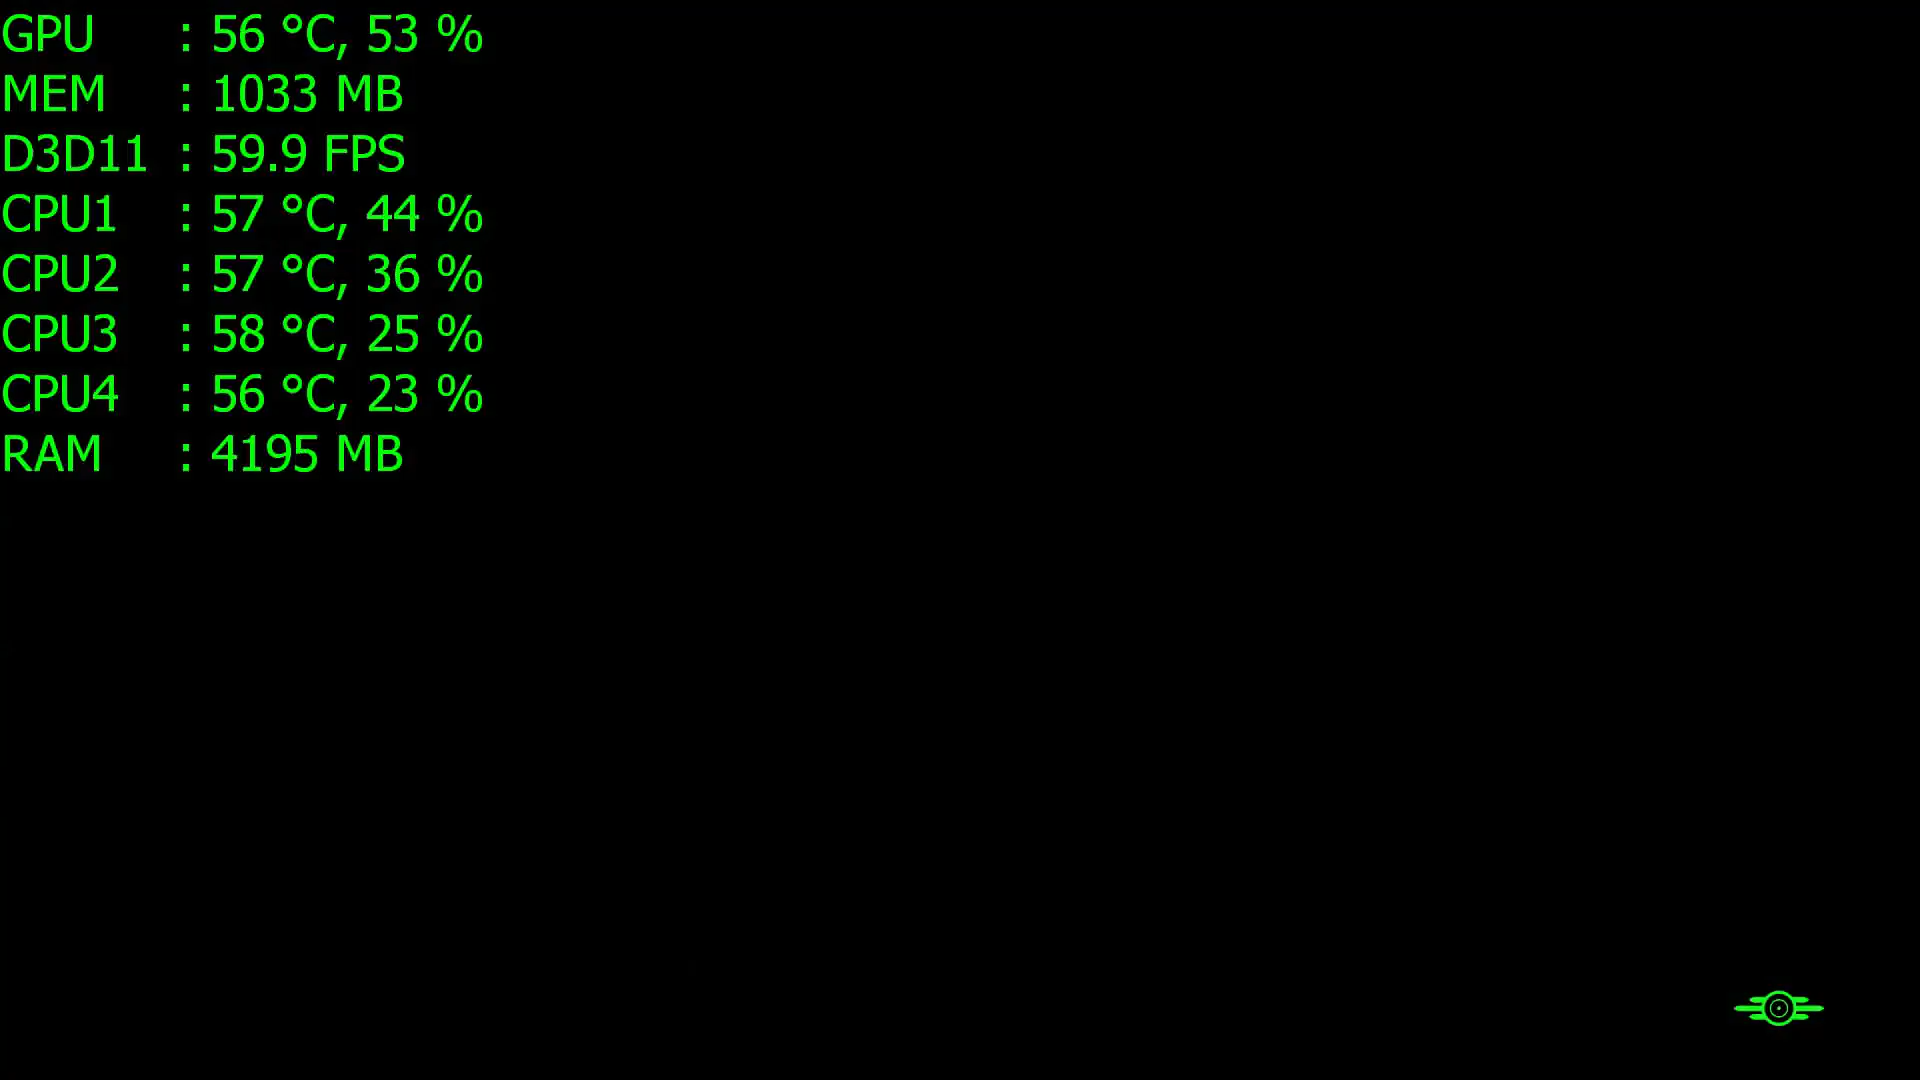 GPU : 56 °C, 53 %
MEM : 1033 MB
D3D11 : 59.9 FPS
CPU1 : 57 °C, 44 %
CPU2 : 57 °C, 36 %
CPU3 : 58 °C, 25 %
CPU4 : 56 °C, 23 %
RAM : 4195 MB